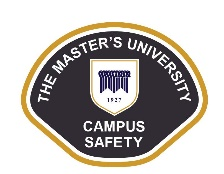 THE MASTER'S UNIVERSITY
1927
CAMPUS
SAFETY